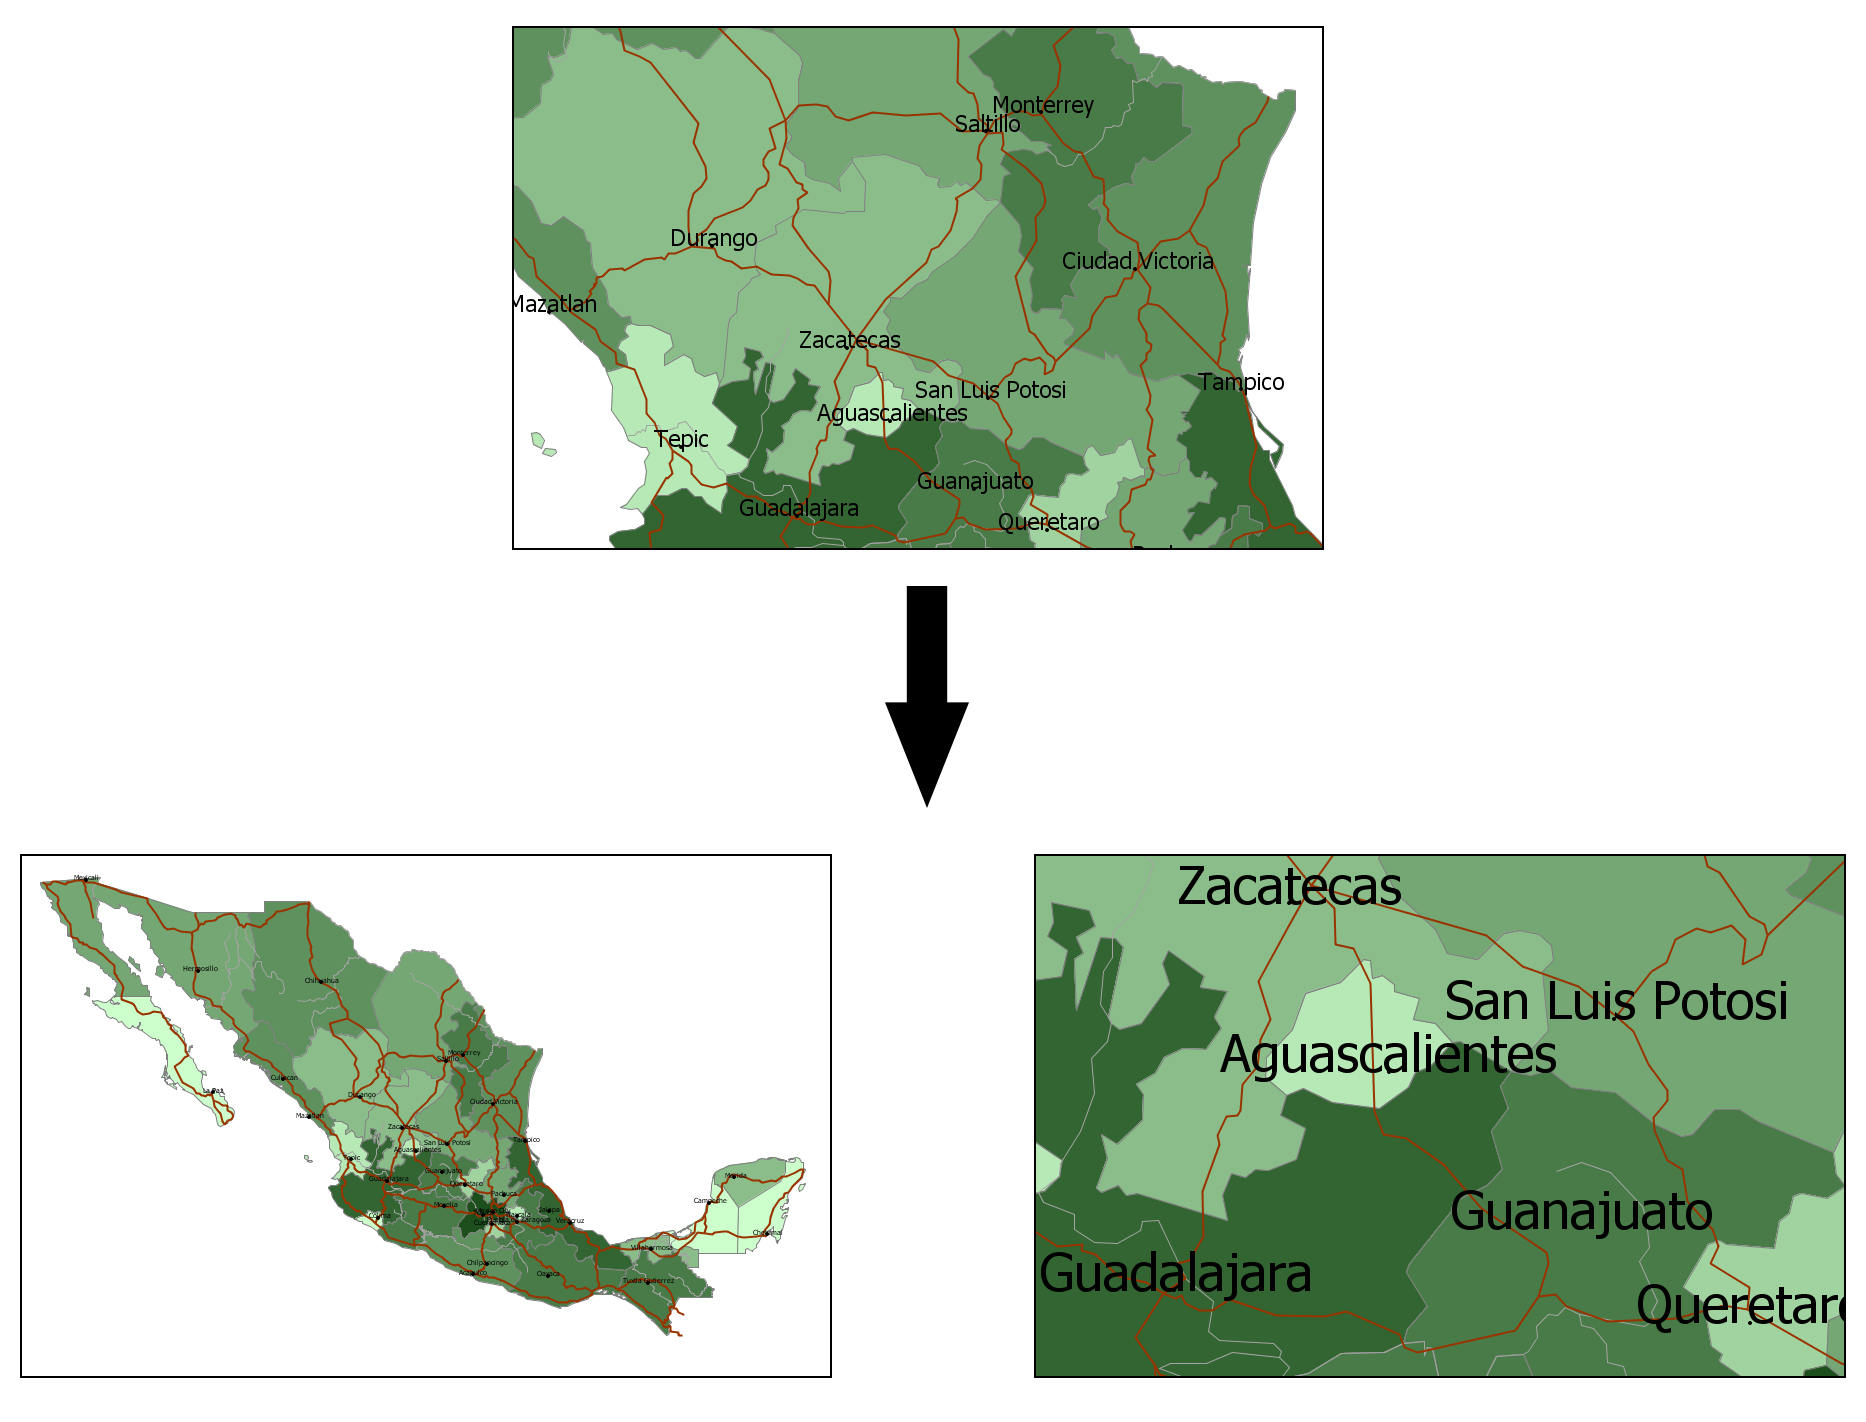 Monterrey
Saltillo
Durango
Ciudad Victoria
Mazatlan
Zacatecas
Tampico
San Luis Potosi
Aguascalientes
Tepic
Guanajuato
Guadalajara
Queretaro
Mexicali
Hermosillo
Chihuahua
Monterrey
Saltillo
Culiacan
La Paz
Durango
Ciudad Victoria
Mazatlan
Zacatecas
Tampico
San Luis Potosi
Aguascalientes
Tepic
Guanajuato
Merida
Guadalajara
Queretaro
Pachuca
Campeche
Morelia
Jalapa
Colima
Zaragoza
Veracruz
Chetumal
Villahermosa
Chilpancingo
Acapulco
Oaxaca
Tuxtla Gutierrez
Zacatecas
San Luis Potosi
Aguascalientes
Guanajuato
Guadalajara
Queretaro